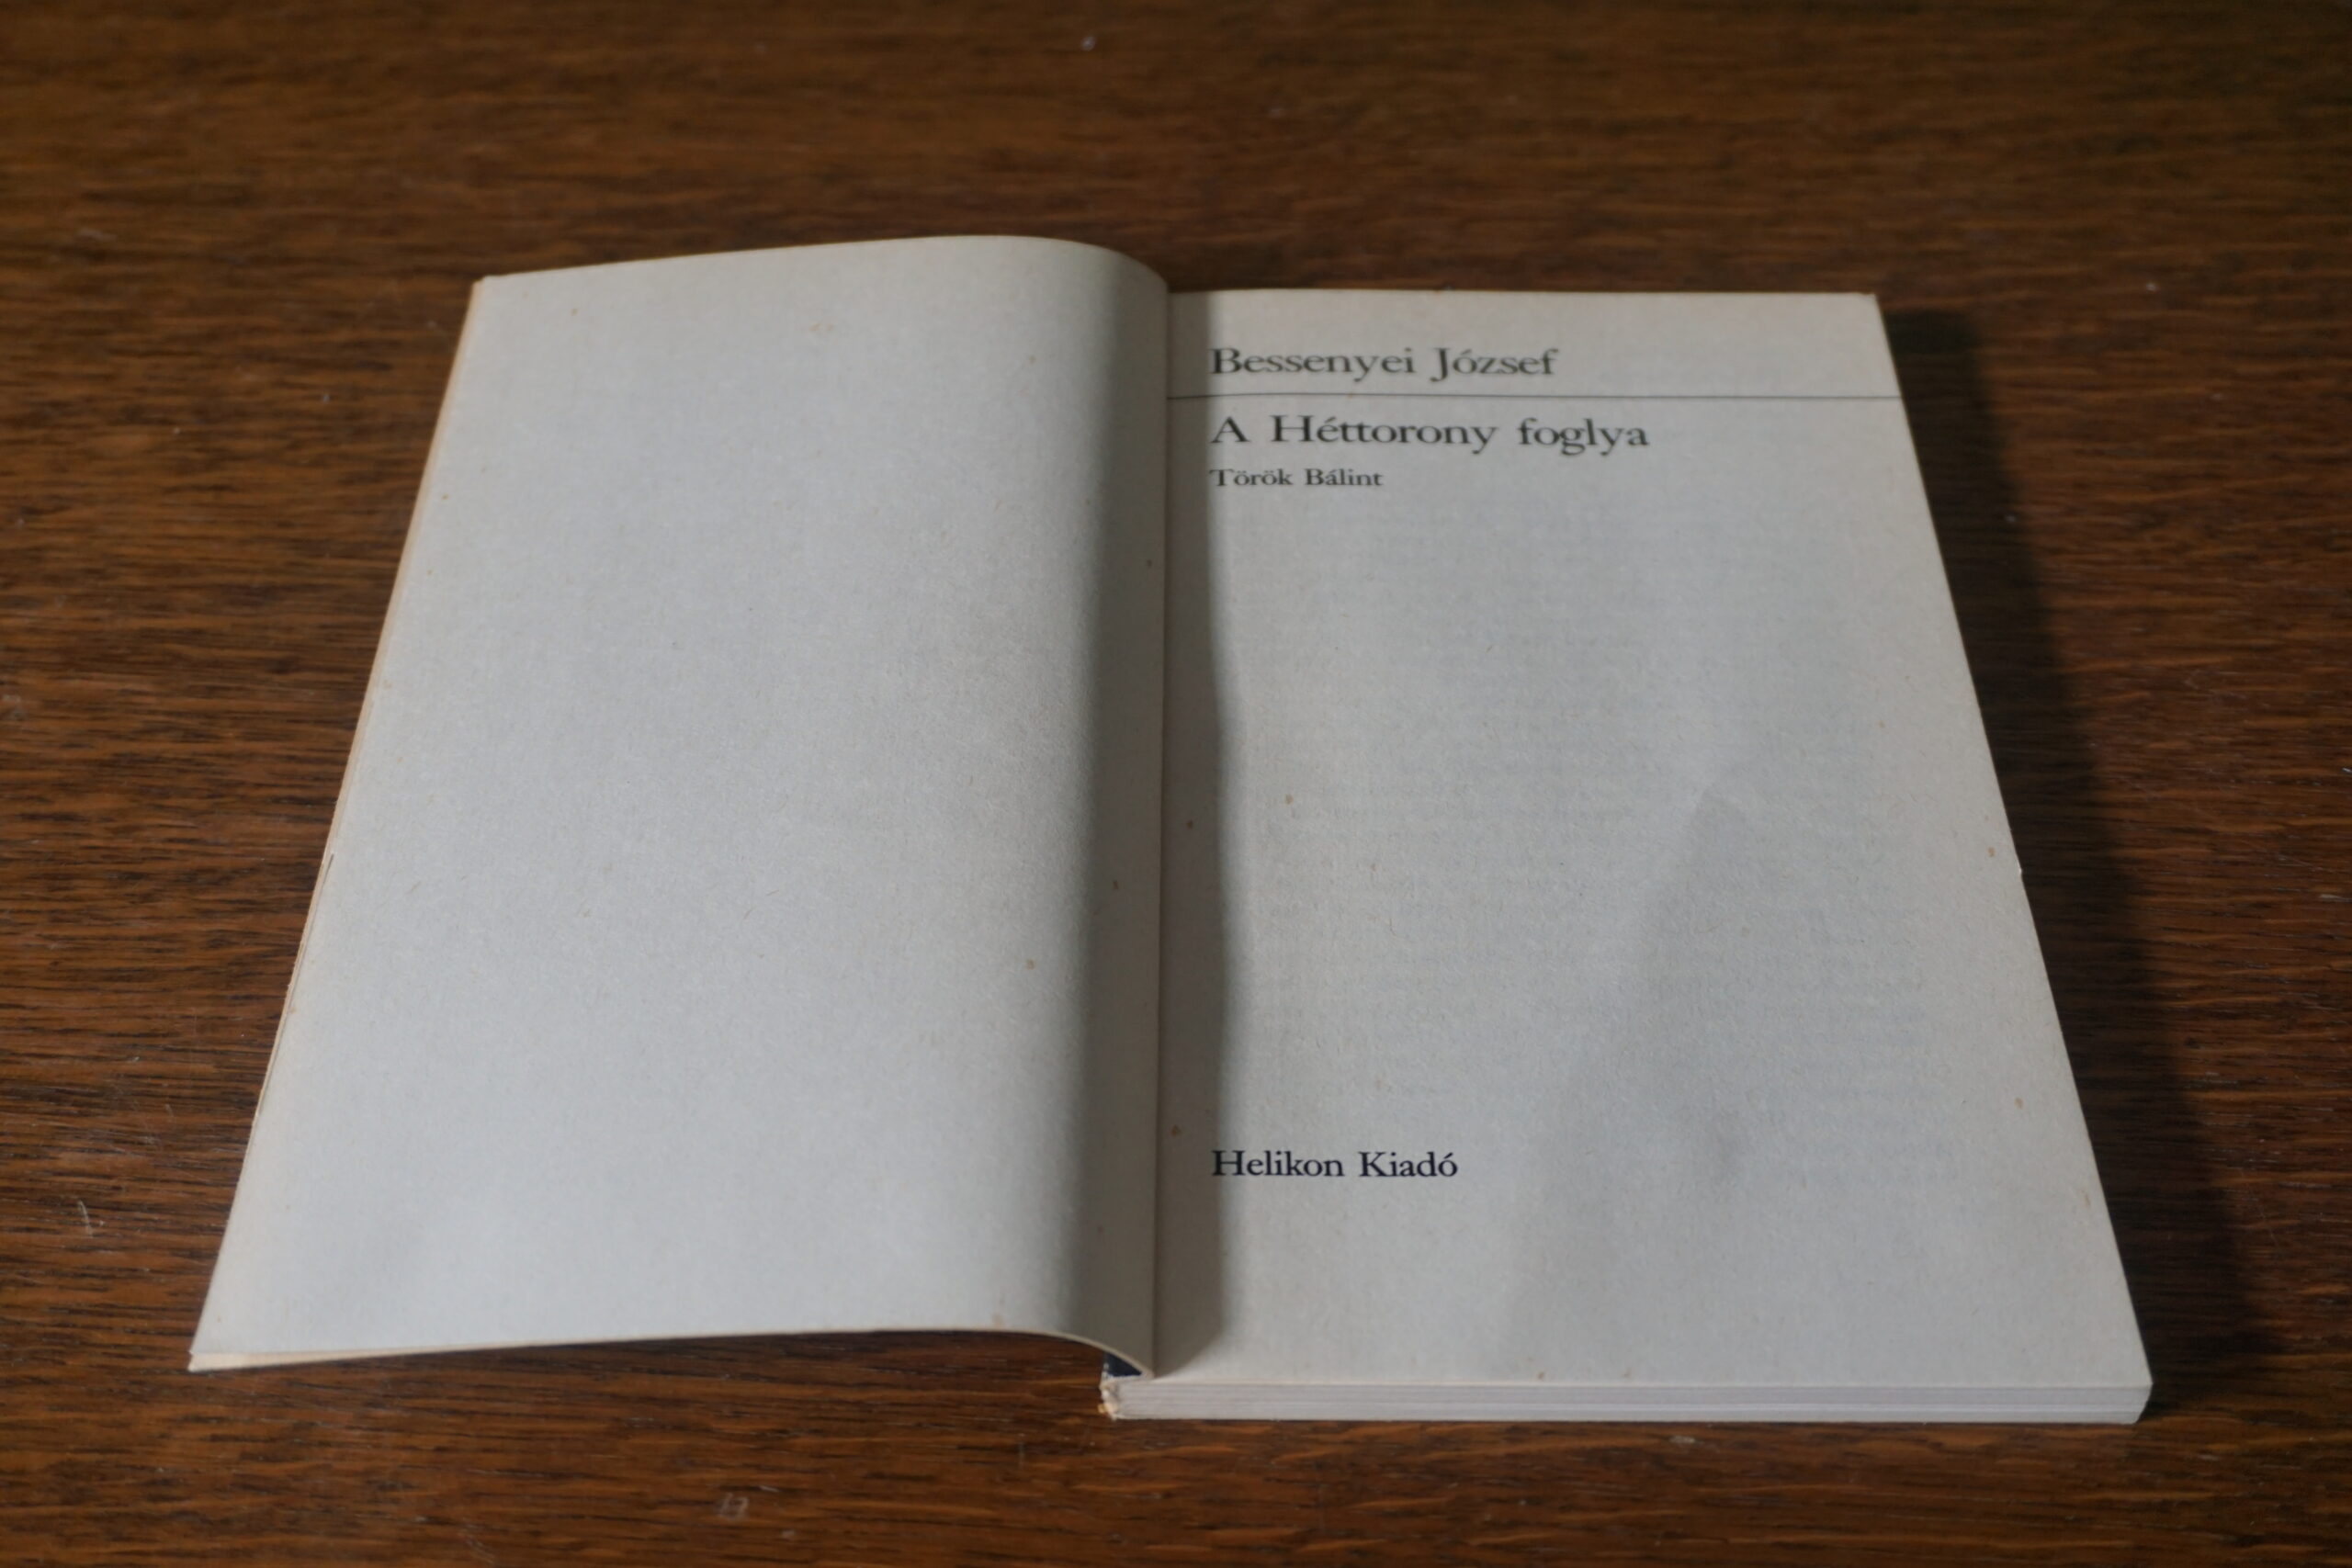 Bessenyei József
A Héttorony foglya
Török Bálint
Helikon Kiadó